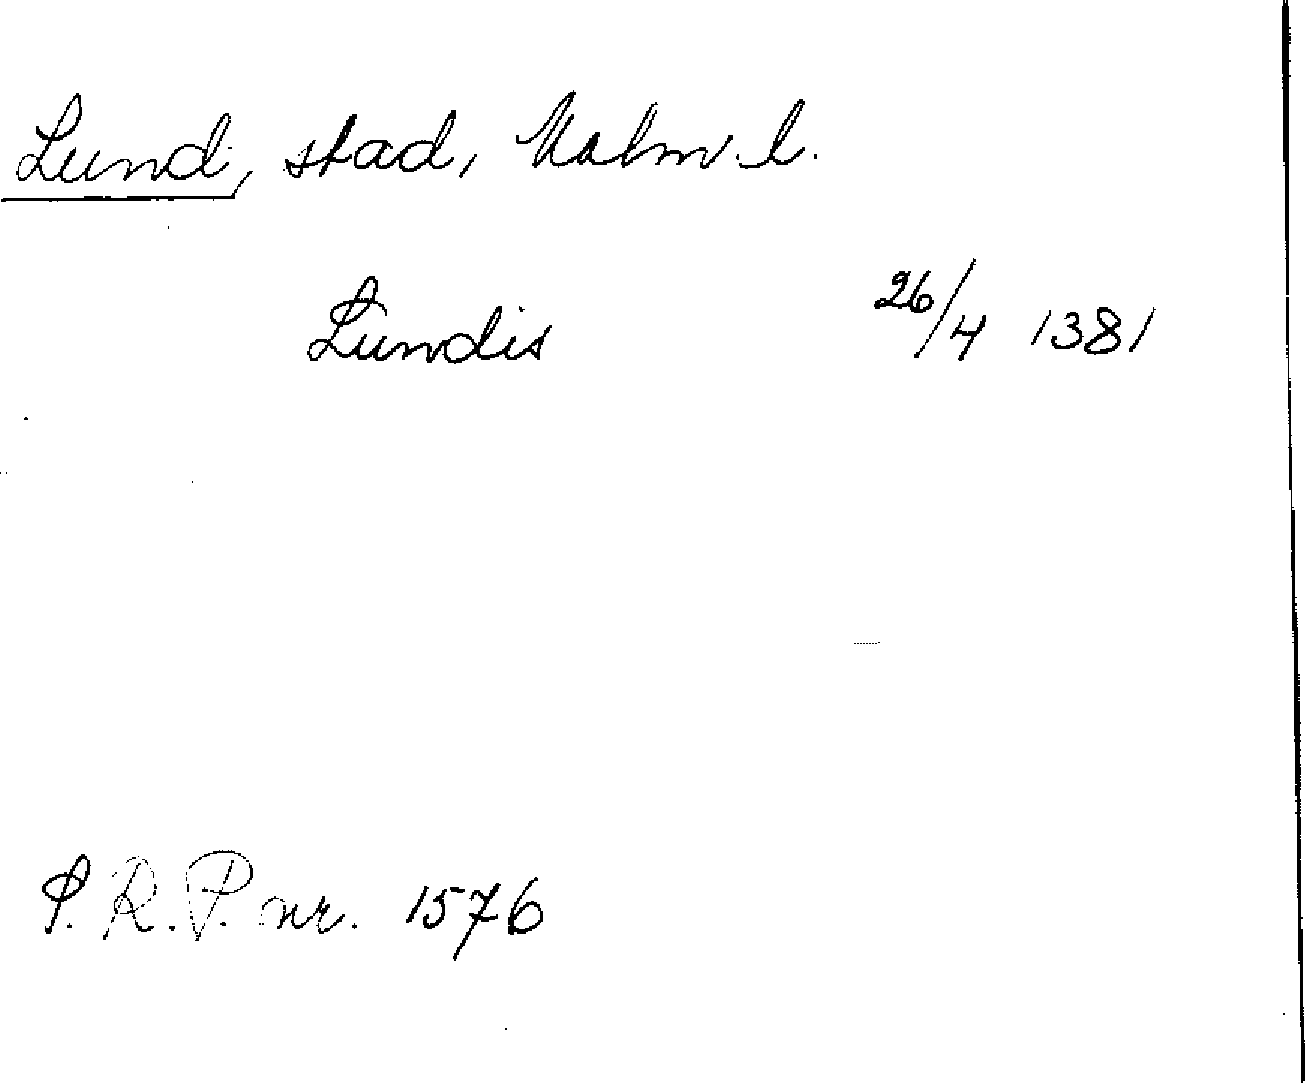 Lund, stad, Malm. l.
Lundis 26/4 1381
S.R.P. nr. 1576